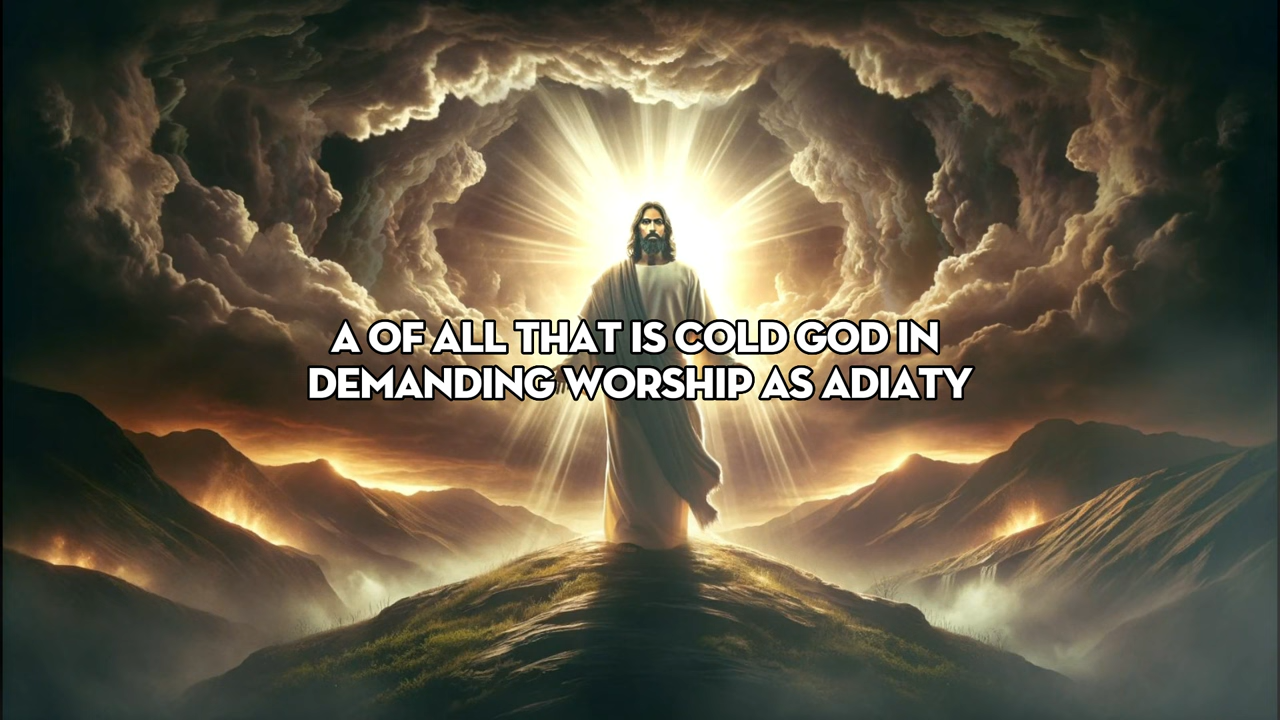 A OF ALL THAT IS COLD GOD IN
DEMANDING WORSHIP AS ADIATY